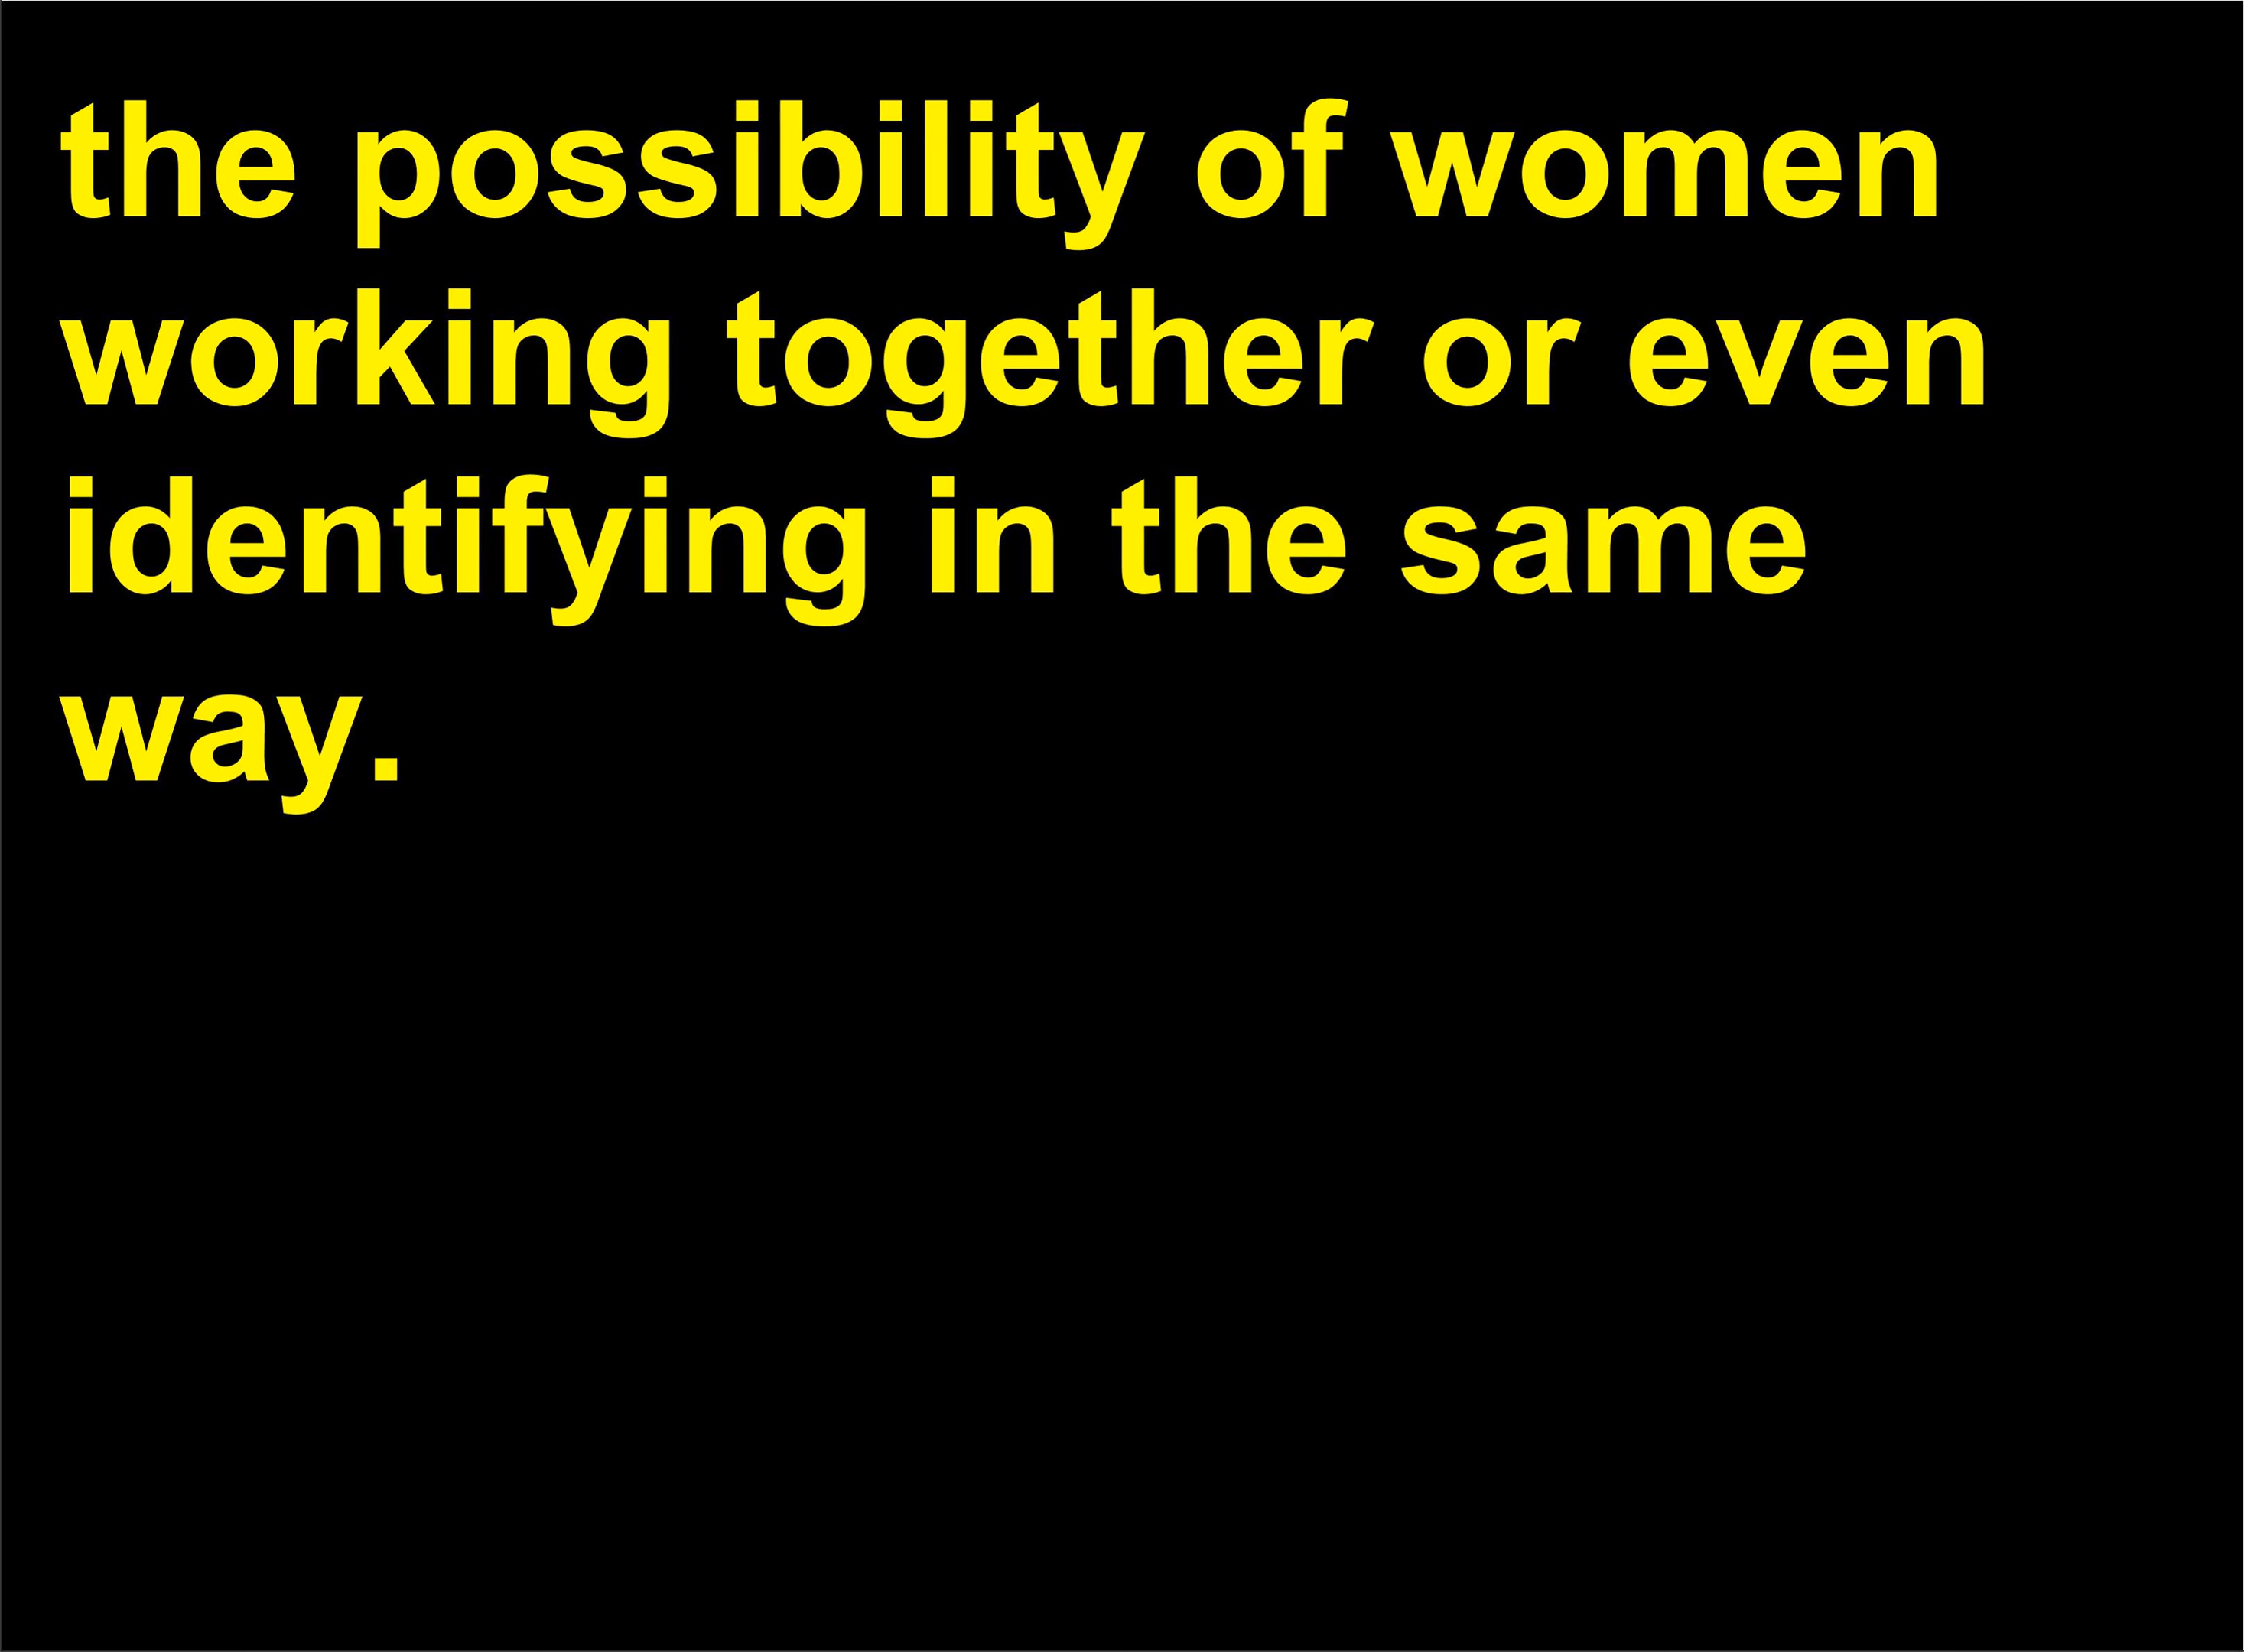 the possibility of women
working together or even
identifying in the same
way.